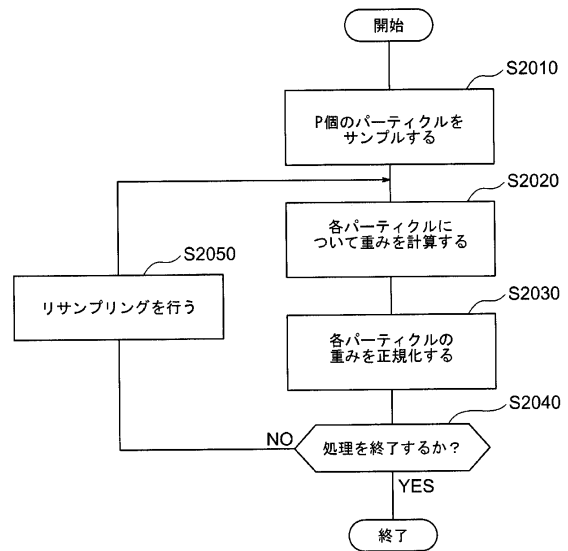 開始
S2010
P個のパーティクルを
サンプルする
S2020
各パーティクルに
ついて重みを計算する
S2050
リサンプリングを行う
S2030
各パーティクルの
重みを正規化する
S2040
NO
処理を終了するか？
YES
終了